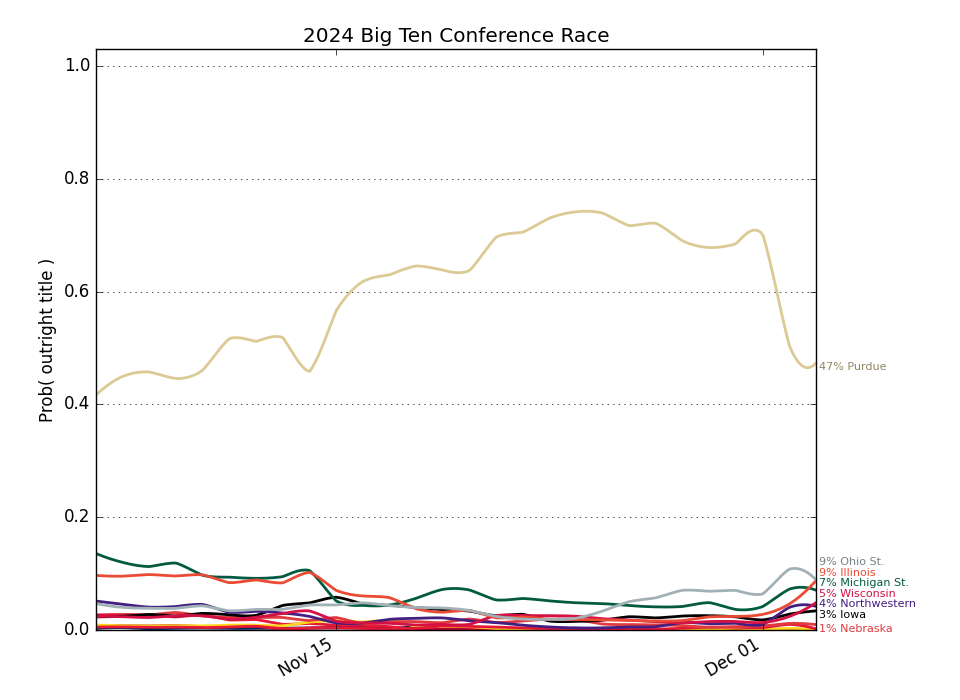 2024 Big Ten Conference Race
Prob( outright title )
1.0
0.8
0.6
0.4
0.2
0.0
Nov 15
Dec 01
47% Purdue
9% Ohio St.
9% Illinois
7% Michigan St.
5% Wisconsin
4% Northwestern
3% Iowa
1% Nebraska